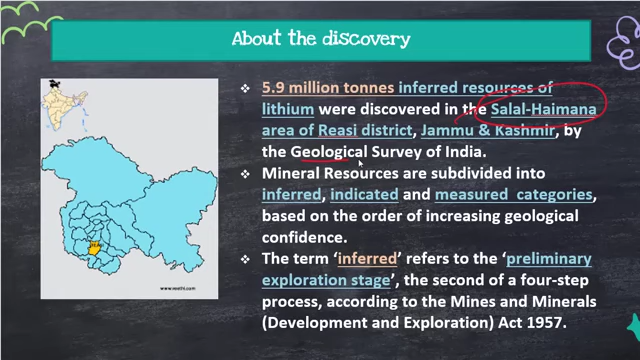 About the discovery
❖ 5.9 million tonnes inferred resources of
lithium were discovered in the Salal-Haimana
area of Reasi district, Jammu & Kashmir, by
the Geological Survey of India.
❖ Mineral Resources are subdivided into
inferred, indicated and measured categories,
based on the order of increasing geological
confidence.
❖ The term ‘inferred’ refers to the ‘preliminary
exploration stage’, the second of a four-step
process, according to the Mines and Minerals
(Development and Exploration) Act 1957.